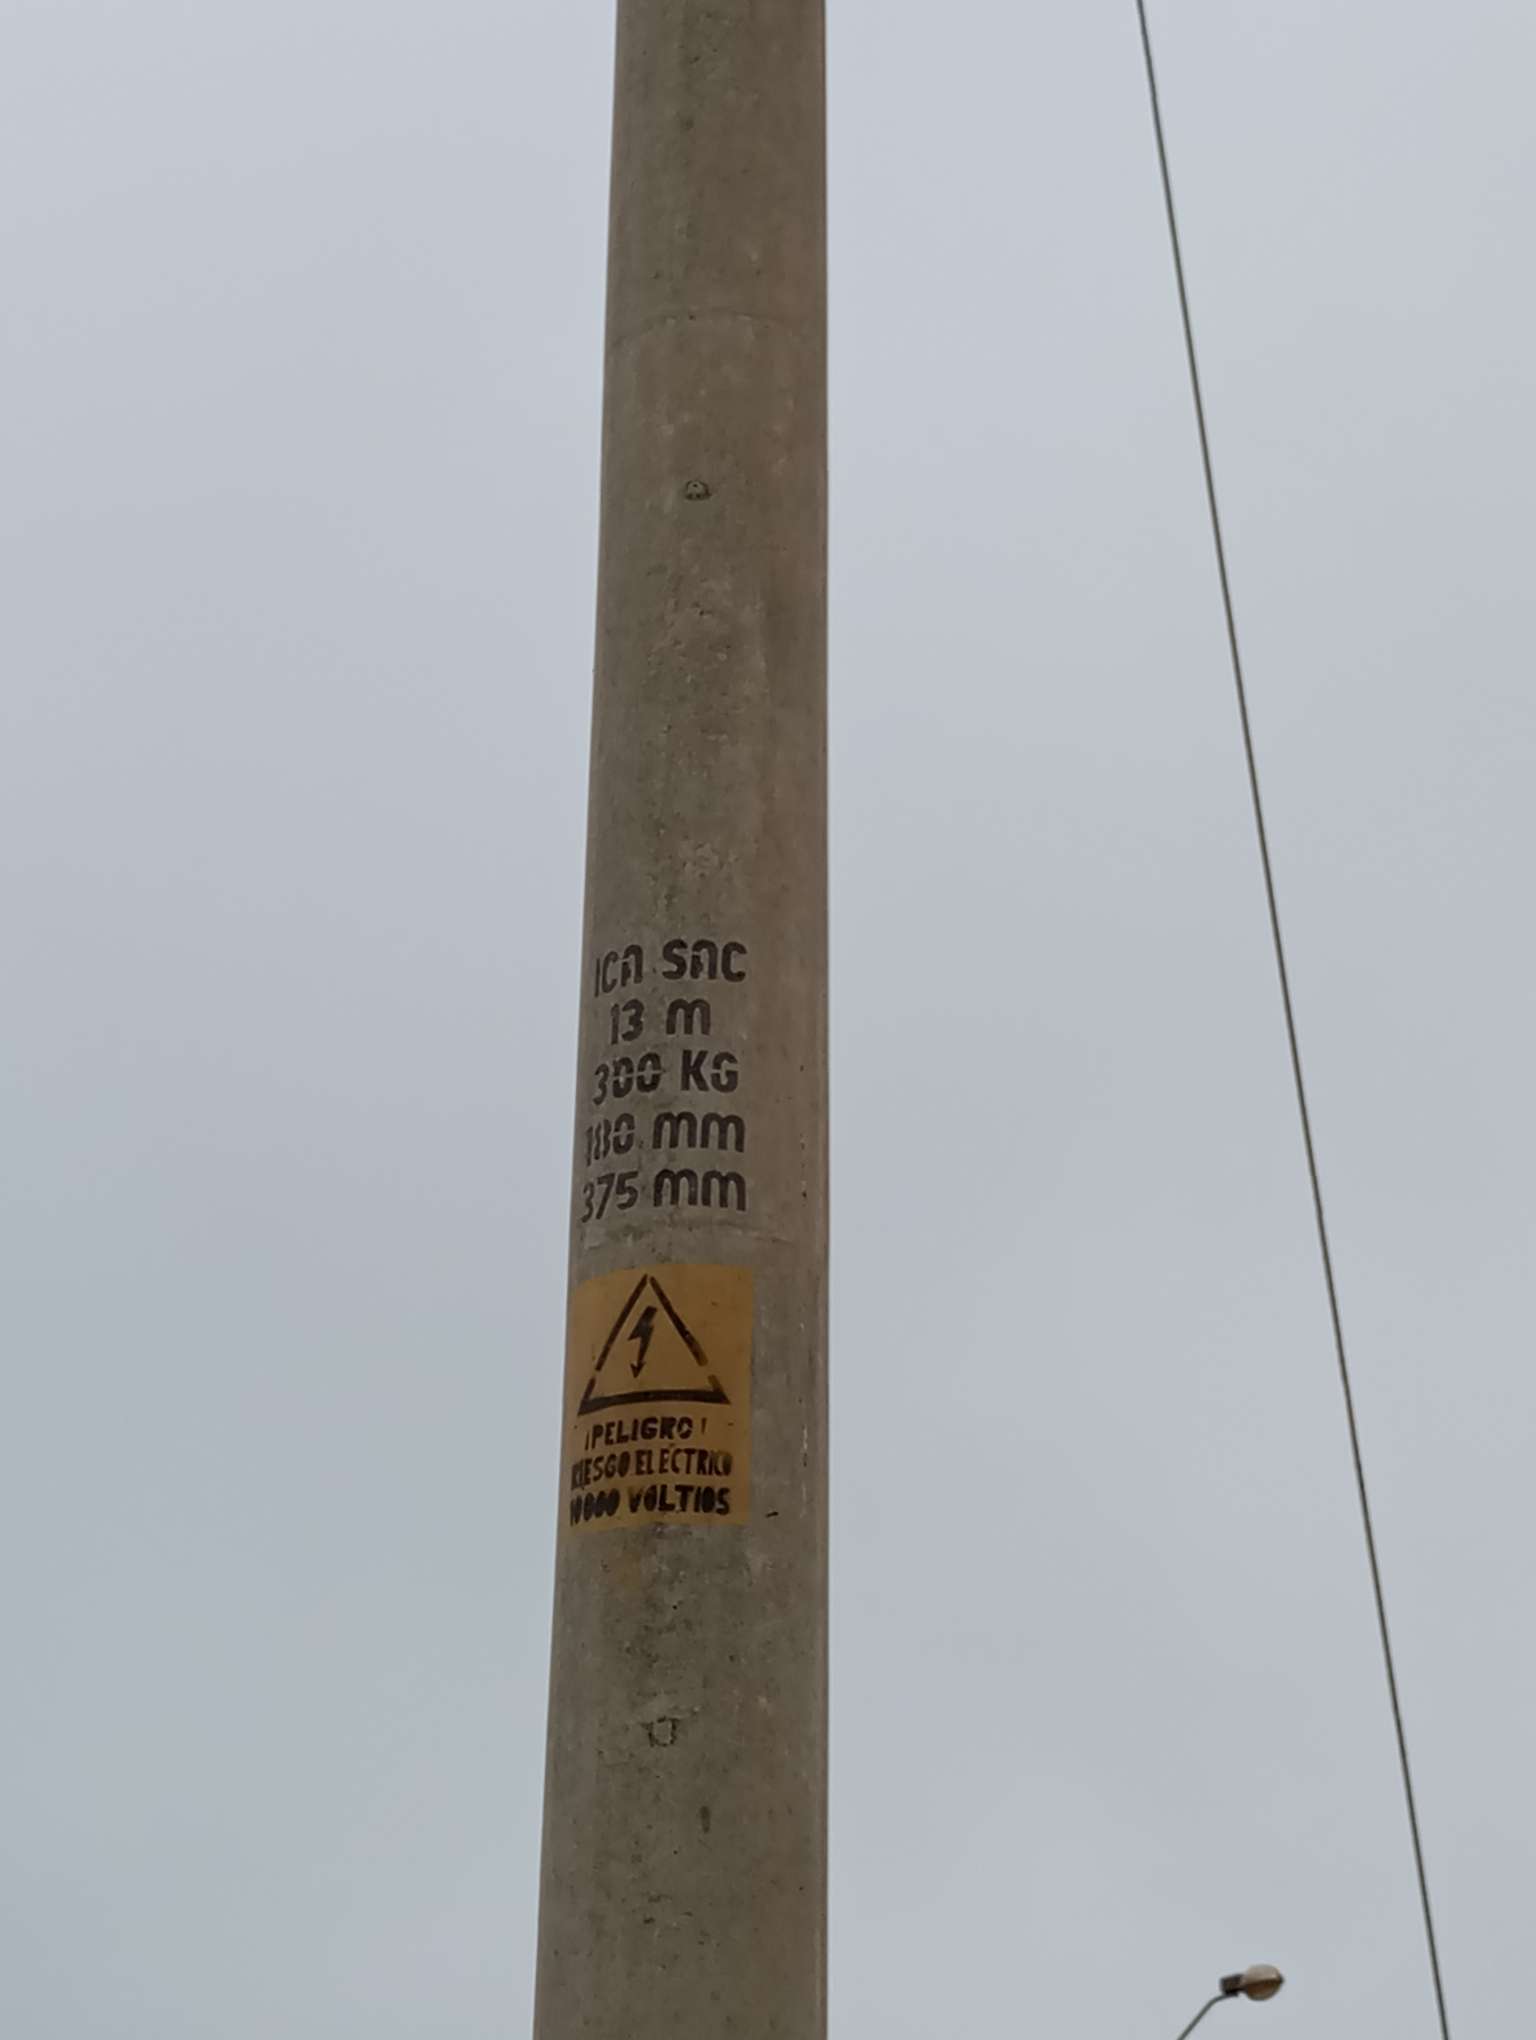 ICA SAC
13 m
300 KG
180 mm
375 mm
¡PELIGRO!
RIESGO ELÉCTRICO
10000 VOLTIOS